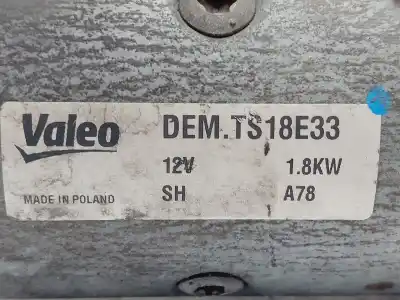 Valeo DEM.TS18E33
12V 1.8KW
MADE IN POLAND SH A78